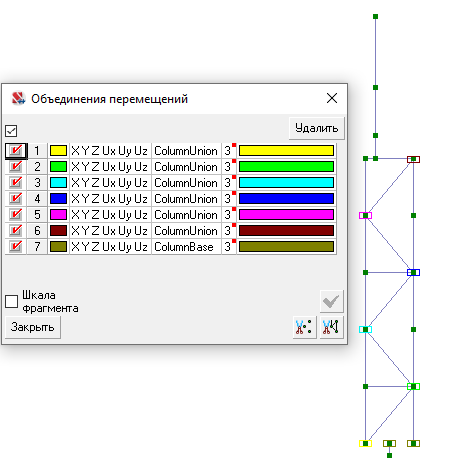 Объединения перемещений
Удалить
1 X Y Z Ux Uy Uz ColumnUnion 3
2 X Y Z Ux Uy Uz ColumnUnion 3
3 X Y Z Ux Uy Uz ColumnUnion 3
4 X Y Z Ux Uy Uz ColumnUnion 3
5 X Y Z Ux Uy Uz ColumnUnion 3
6 X Y Z Ux Uy Uz ColumnUnion 3
7 X Y Z Ux Uy Uz ColumnBase 3
Шкала
фрагмента
Закрыть